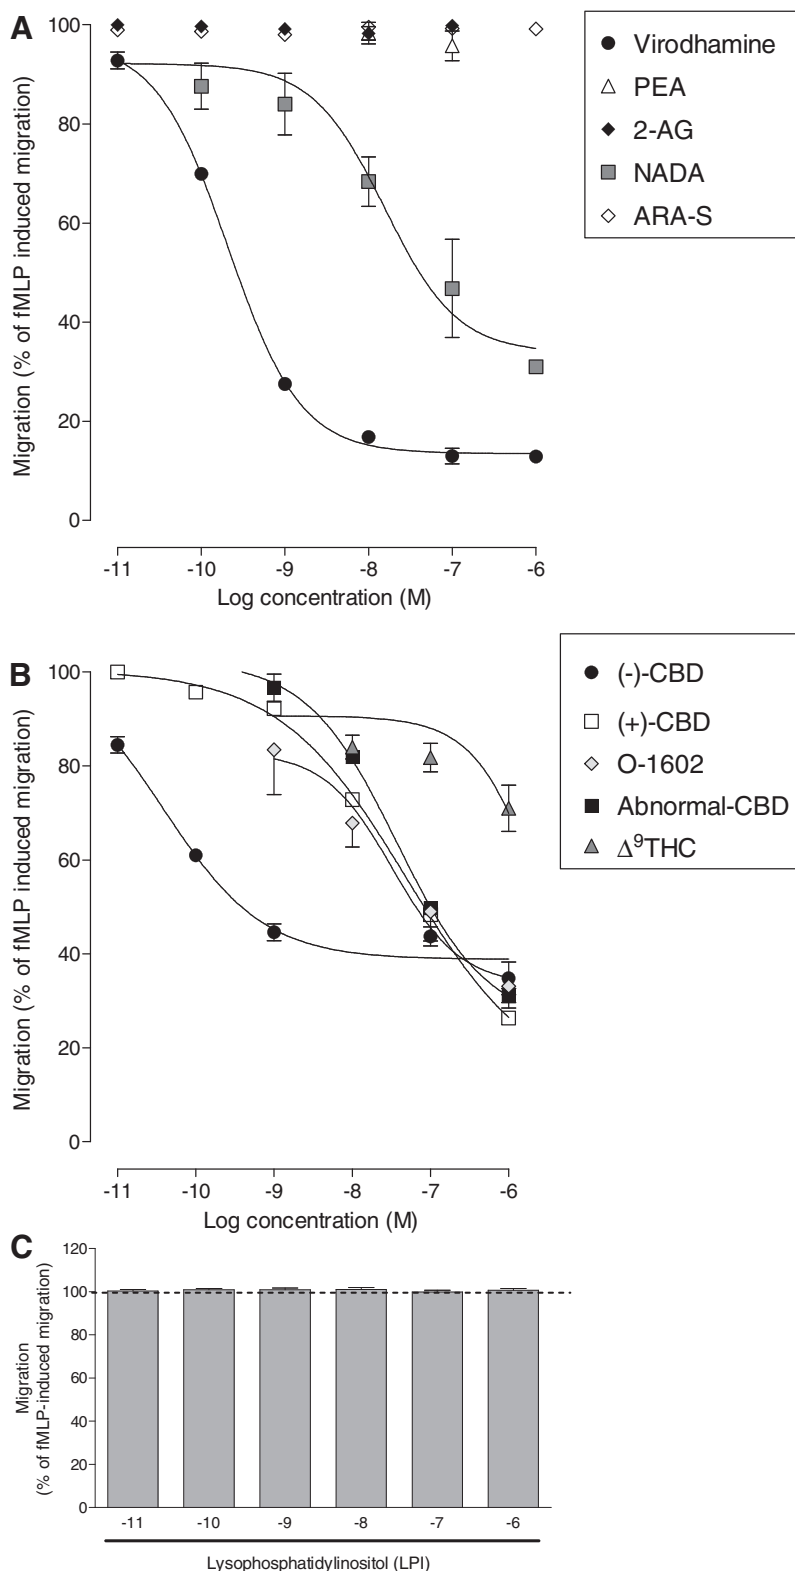 A
Migration (% of fMLP induced migration)
100
80
60
40
20
0
-11 -10 -9 -8 -7 -6
Log concentration (M)
Virodhamine
PEA
2-AG
NADA
ARA-S
B
Migration (% of fMLP induced migration)
100
80
60
40
20
0
-11 -10 -9 -8 -7 -6
Log concentration (M)
(-)-CBD
(+)-CBD
O-1602
Abnormal-CBD
Δ⁹THC
C
Migration
(% of fMLP-induced migration)
120
100
80
60
40
20
0
-11 -10 -9 -8 -7 -6
Lysophosphatidylinositol (LPI)